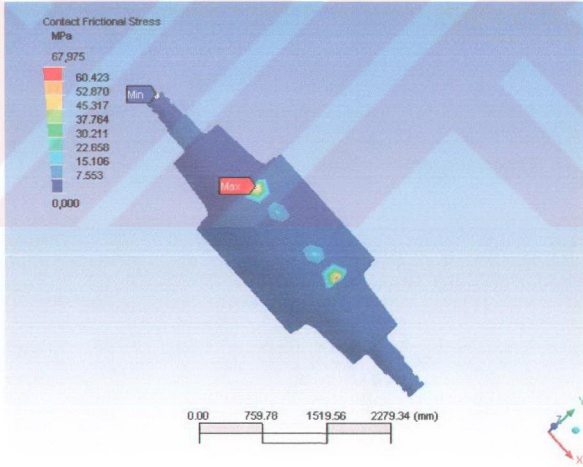 Contact Frictional Stress
MPa
67,975
60.423
52.870
45.317
37.764
30.211
22.658
15.106
7.553
0,000
Min
Max
0.00 759.78 1519.56 2279.34 (mm)
Y
Z
X